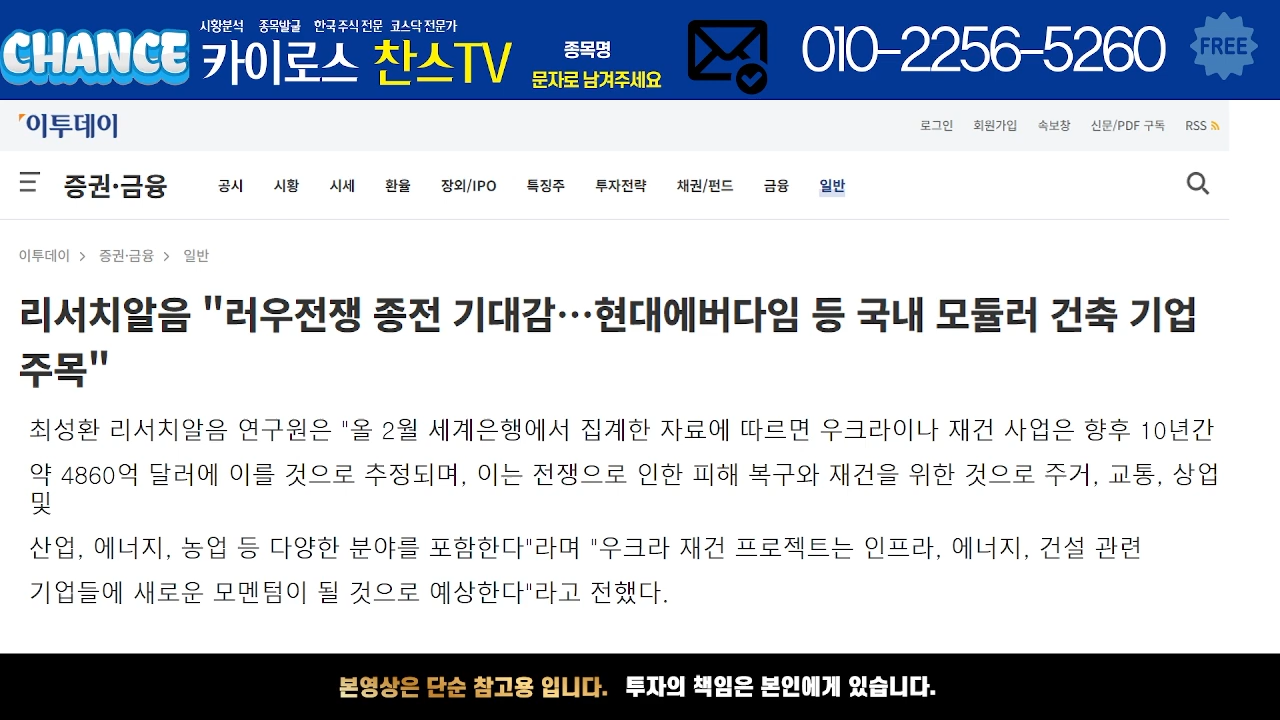 CHANCE
시황분석 종목발굴 한국 주식 전문 코스닥 전문가
카이로스 찬스TV
종목명
문자로 남겨주세요
010-2256-5260
FREE
이투데이
로그인 회원가입 속보창 신문/PDF 구독 RSS
증권·금융 공시 시황 시세 환율 장외/IPO 특징주 투자전략 채권/펀드 금융 일반
이투데이 > 증권·금융 > 일반
리서치알음 "러우전쟁 종전 기대감…현대에버다임 등 국내 모듈러 건축 기업
주목"
최성환 리서치알음 연구원은 "올 2월 세계은행에서 집계한 자료에 따르면 우크라이나 재건 사업은 향후 10년간
약 4860억 달러에 이를 것으로 추정되며, 이는 전쟁으로 인한 피해 복구와 재건을 위한 것으로 주거, 교통, 상업
및
산업, 에너지, 농업 등 다양한 분야를 포함한다"라며 "우크라 재건 프로젝트는 인프라, 에너지, 건설 관련
기업들에 새로운 모멘텀이 될 것으로 예상한다"라고 전했다.
본영상은 단순 참고용 입니다. 투자의 책임은 본인에게 있습니다.